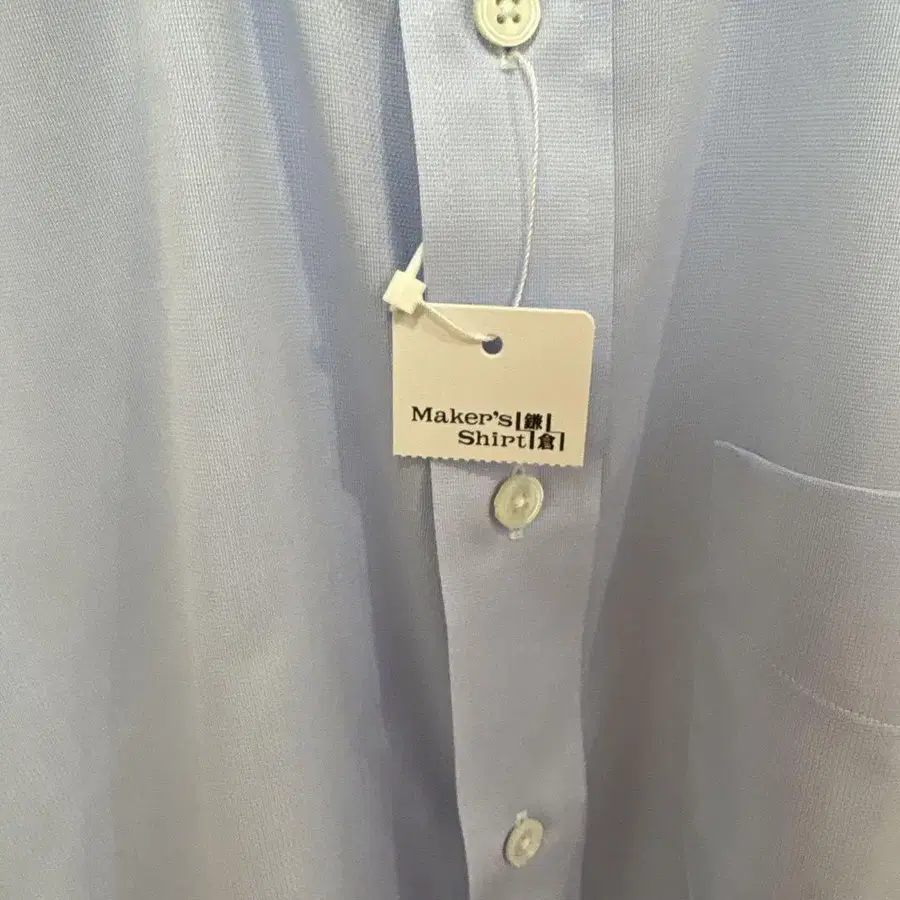 Maker's 鎌
Shirt 倉